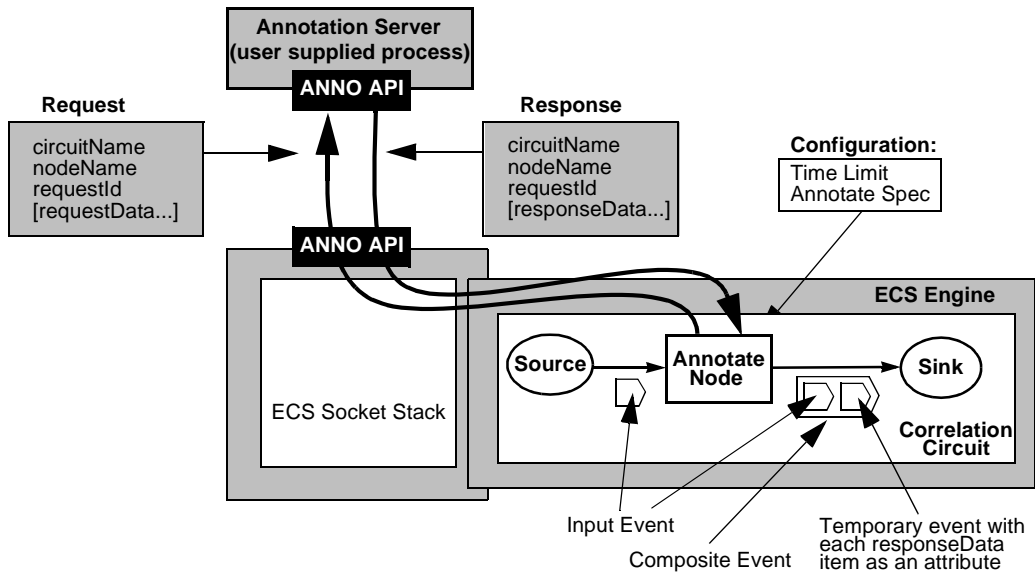 Annotation Server
(user supplied process)
ANNO API
Request
circuitName
nodeName
requestId
[requestData...]
Response
circuitName
nodeName
requestId
[responseData...]
Configuration:
Time Limit
Annotate Spec
ANNO API
ECS Socket Stack
ECS Engine
Source
Annotate
Node
Sink
Correlation
Circuit
Input Event
Composite Event
Temporary event with
each responseData
item as an attribute